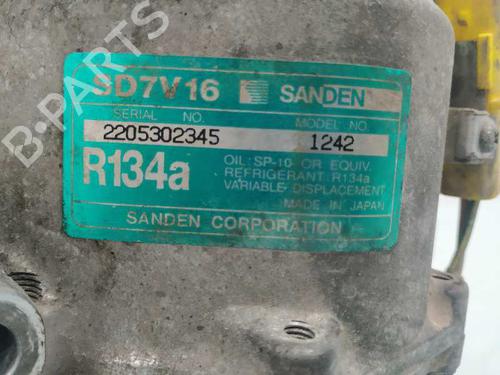 SD7V16 SANDEN
SERIAL NO. MODEL NO.
2205302345 1242
R134a
OIL: SP-10 OR EQUIV.
REFRIGERANT: R134a
VARIABLE DISPLACEMENT
MADE IN JAPAN
SANDEN CORPORATION
B-PARTS